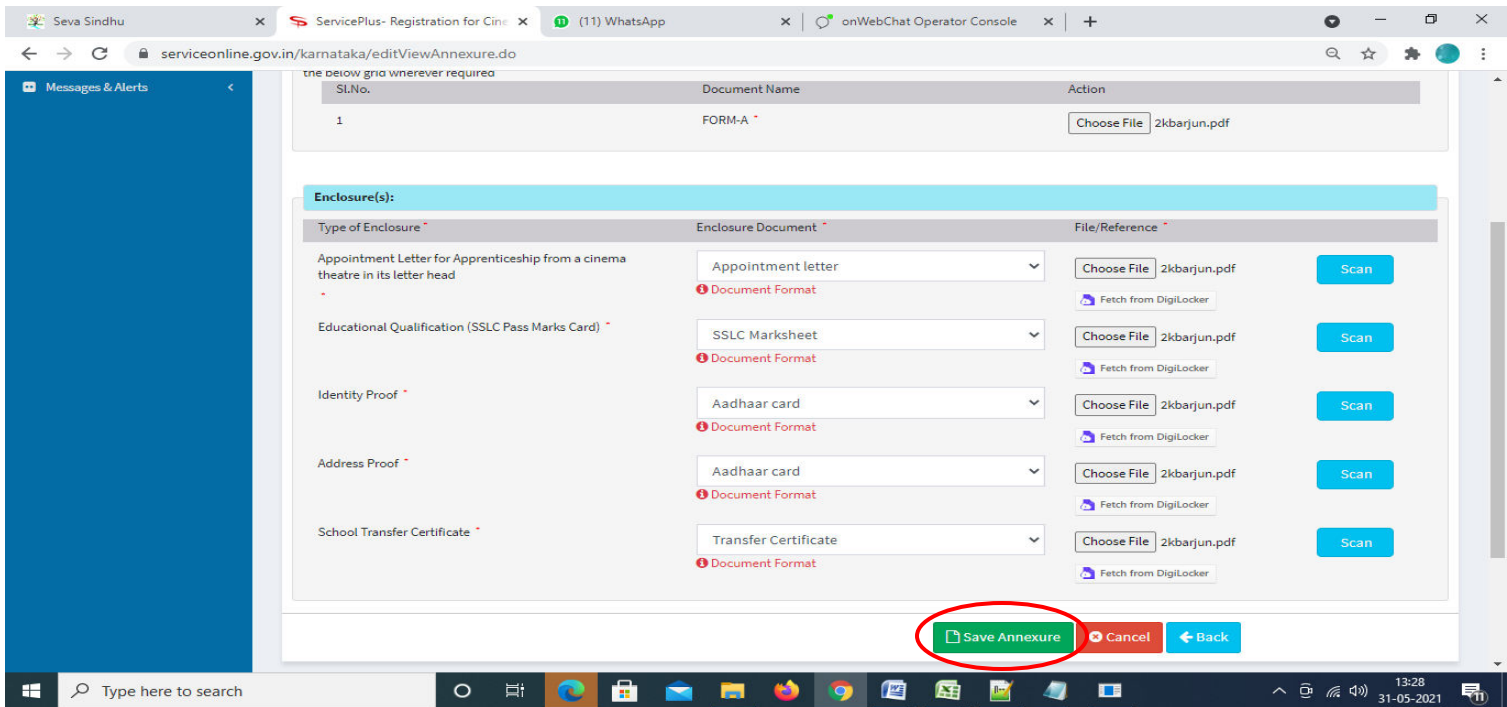 Seva Sindhu
ServicePlus- Registration for Cine
(11) WhatsApp
onWebChat Operator Console
serviceonline.gov.in/karnataka/editViewAnnexure.do
Messages & Alerts
the below grid wherever required
Sl.No. Document Name Action
1 FORM-A * Choose File 2kbarjun.pdf
Enclosure(s):
Type of Enclosure * Enclosure Document * File/Reference *
Appointment Letter for Apprenticeship from a cinema
theatre in its letter head
*
Appointment letter
Document Format
Choose File 2kbarjun.pdf
Fetch from DigiLocker
Scan
Educational Qualification (SSLC Pass Marks Card) *
SSLC Marksheet
Document Format
Choose File 2kbarjun.pdf
Fetch from DigiLocker
Scan
Identity Proof *
Aadhaar card
Document Format
Choose File 2kbarjun.pdf
Fetch from DigiLocker
Scan
Address Proof *
Aadhaar card
Document Format
Choose File 2kbarjun.pdf
Fetch from DigiLocker
Scan
School Transfer Certificate *
Transfer Certificate
Document Format
Choose File 2kbarjun.pdf
Fetch from DigiLocker
Scan
Save Annexure
Cancel
Back
Type here to search
13:28
31-05-2021